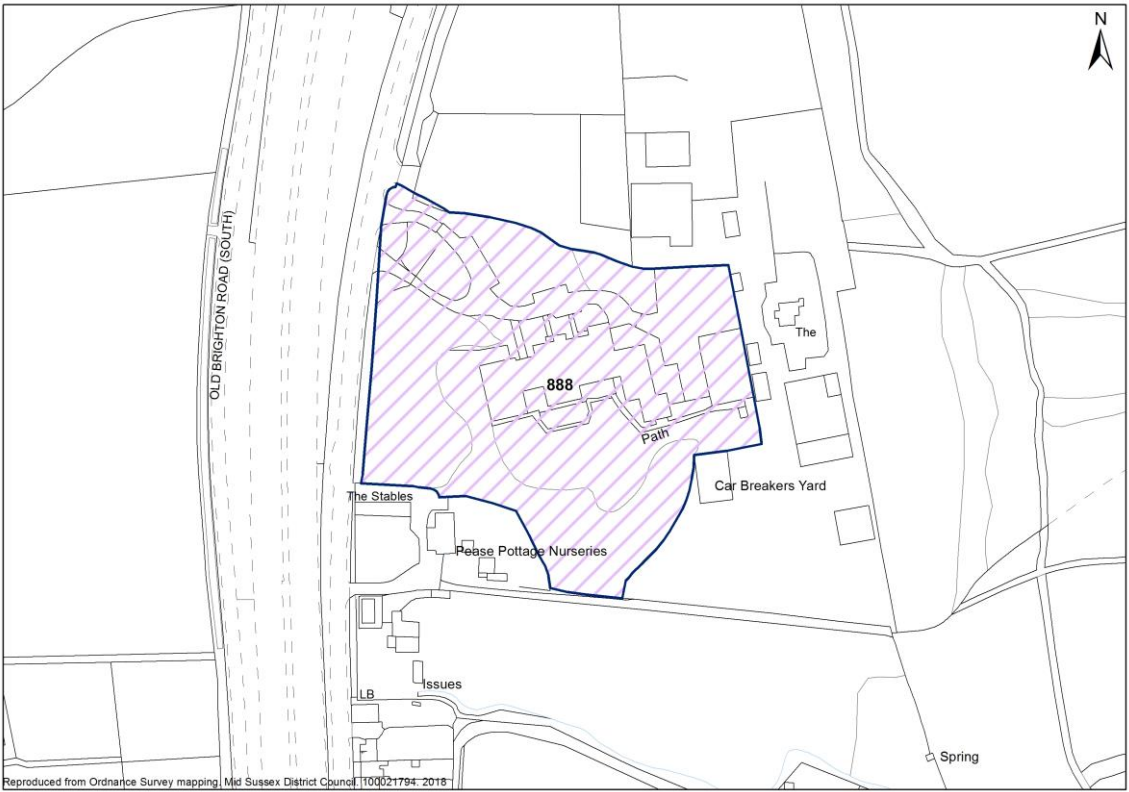 N
OLD BRIGHTON ROAD (SOUTH)
The
888
Path
Car Breakers Yard
The Stables
Pease Pottage Nurseries
Issues
LB
Spring
Reproduced from Ordnance Survey mapping, Mid Sussex District Council. 100021794. 2018